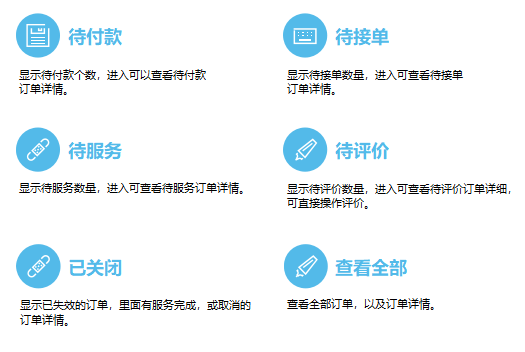 待付款
显示待付款个数，进入可以查看待付款
订单详情。
待接单
显示待接单数量，进入可查看待接单
订单详情。
待服务
显示待服务数量，进入可查看待服务订单详情。
待评价
显示待评价数量，进入可查看待评价订单详细，
可直接操作评价。
已关闭
显示已失效的订单，里面有服务完成，或取消的
订单详情。
查看全部
查看全部订单，以及订单详情。